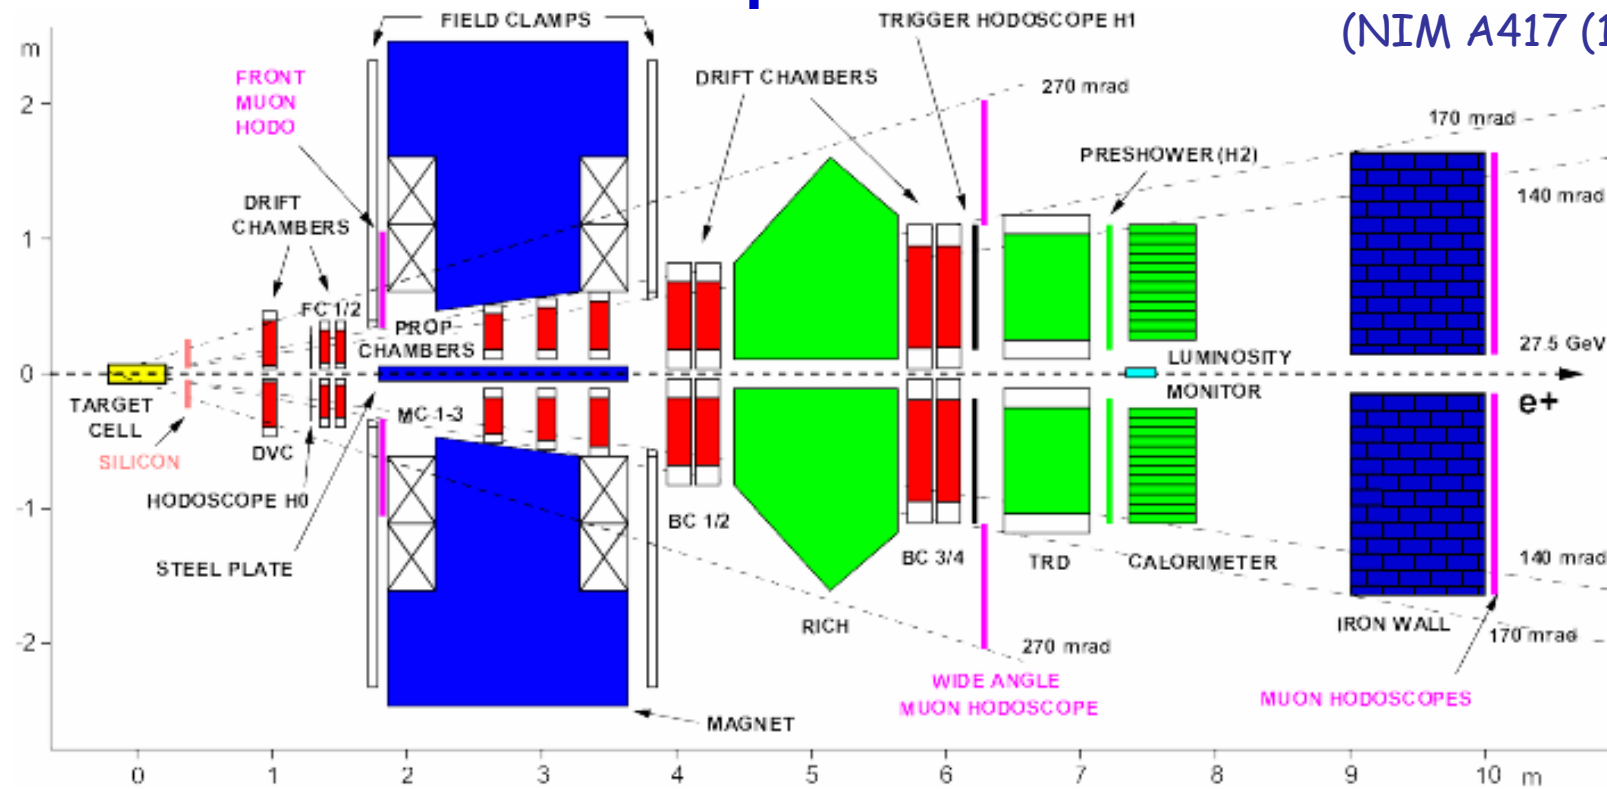 FIELD CLAMPS
TRIGGER HODOSCOPE H1
(NIM A417 (1
m
FRONT
MUON
HODO
DRIFT CHAMBERS
270 mrad
170 mrad
2
PRESHOWER (H2)
140 mrad
DRIFT
CHAMBERS
1
FC 1/2
PROP
CHAMBERS
27.5 GeV
LUMINOSITY
0
MONITOR
e+
TARGET
CELL
MC 1-3
SILICON
DVC
HODOSCOPE H0
-1
BC 1/2
STEEL PLATE
BC 3/4
TRD
CALORIMETER
140 mrad
RICH
IRON WALL
170 mrad
-2
270 mrad
WIDE ANGLE
MUON HODOSCOPE
MUON HODOSCOPES
MAGNET
0 1 2 3 4 5 6 7 8 9 10 m